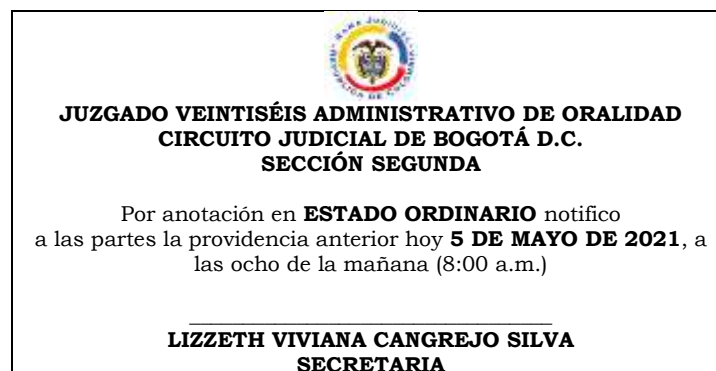 JUZGADO VEINTISÉIS ADMINISTRATIVO DE ORALIDAD
CIRCUITO JUDICIAL DE BOGOTÁ D.C.
SECCIÓN SEGUNDA
Por anotación en ESTADO ORDINARIO notifico
a las partes la providencia anterior hoy 5 DE MAYO DE 2021, a
las ocho de la mañana (8:00 a.m.)
LIZZETH VIVIANA CANGREJO SILVA
SECRETARIA